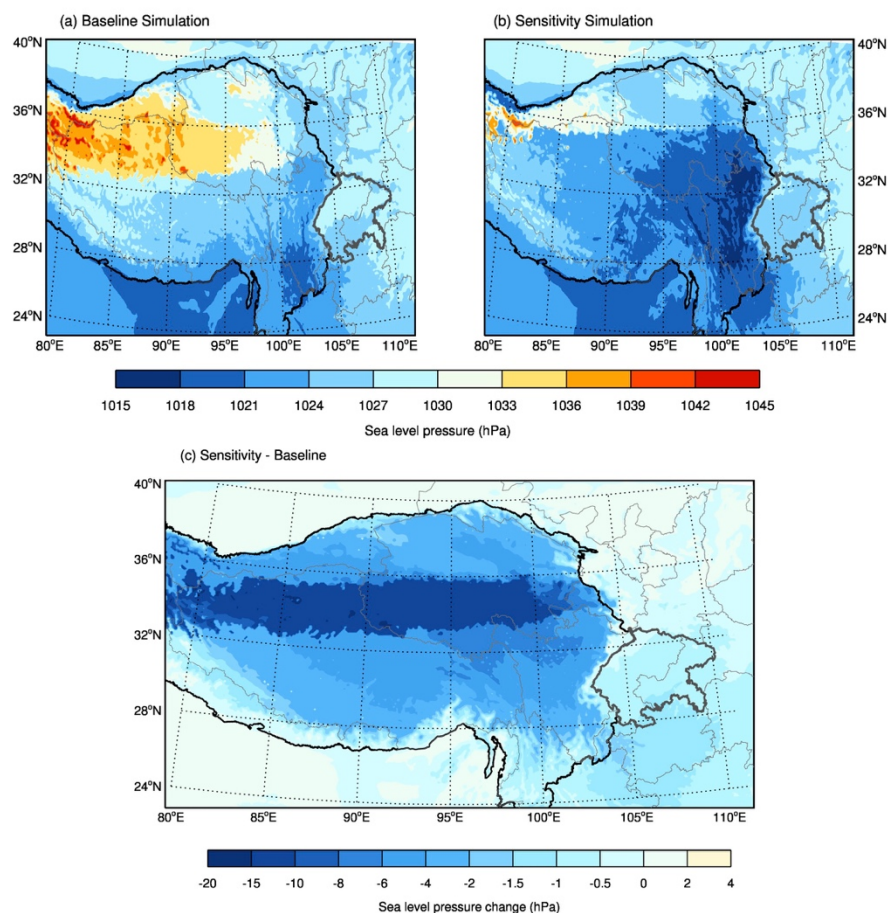 (a) Baseline Simulation
(b) Sensitivity Simulation
40°N
36°N
32°N
28°N
24°N
80°E 85°E 90°E 95°E 100°E 105°E 110°E
40°N
36°N
32°N
28°N
24°N
80°E 85°E 90°E 95°E 100°E 105°E 110°E
1015 1018 1021 1024 1027 1030 1033 1036 1039 1042 1045
Sea level pressure (hPa)
(c) Sensitivity - Baseline
40°N
36°N
32°N
28°N
24°N
80°E 85°E 90°E 95°E 100°E 105°E 110°E
-20 -15 -10 -8 -6 -4 -2 -1.5 -1 -0.5 0 2 4
Sea level pressure change (hPa)